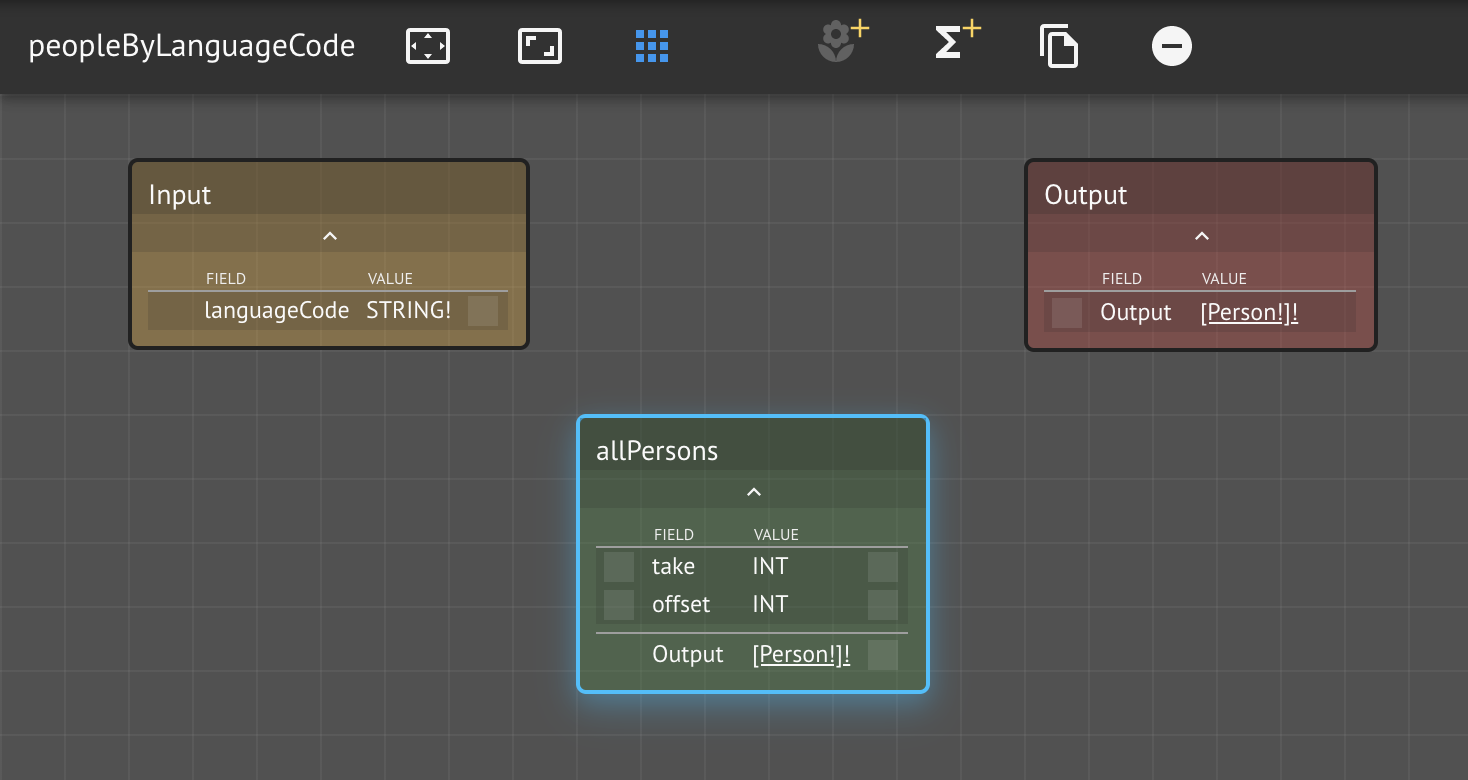 peopleByLanguageCode
Input
FIELD VALUE
languageCode STRING!
Output
FIELD VALUE
Output [Person!]!
allPersons
FIELD VALUE
take INT
offset INT
Output [Person!]!